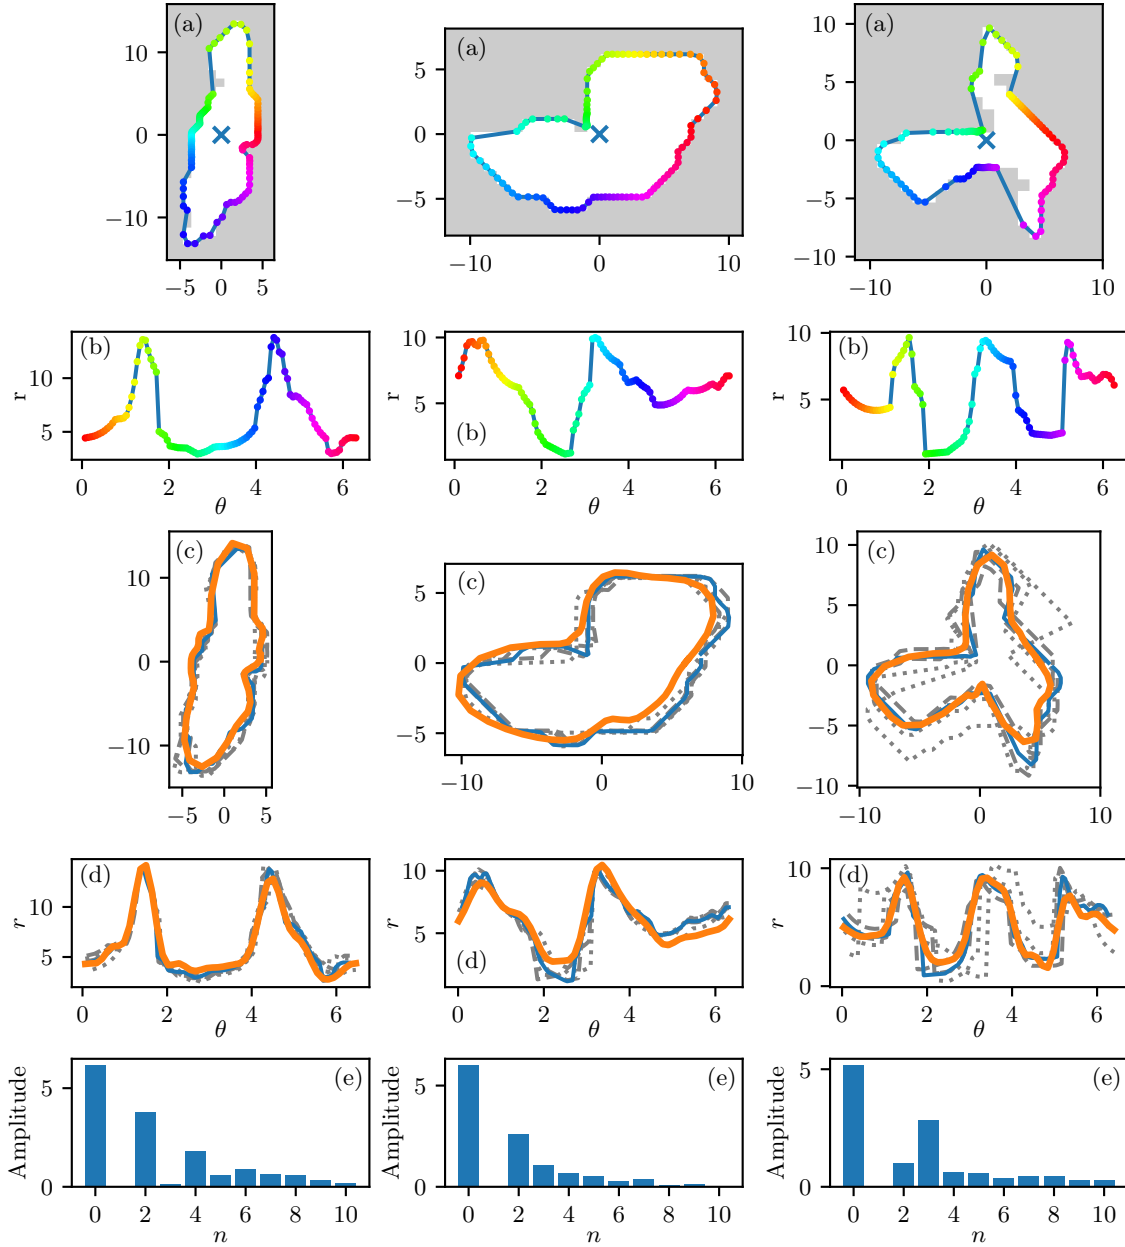 (a) (a) (a)
10 0 −10
−5 0 5
5 0 −5
−10 0 10
10 5 0 −5 −10
−10 0 10
(b) (b) (b)
r r r
10 5
0 2 4 6
10 5
0 2 4 6
10 5
0 2 4 6
θ θ θ
(c) (c) (c)
10 0 −10
−5 0 5
5 0 −5
−10 0 10
10 5 0 −5 −10
−10 0 10
(d) (d) (d)
r r r
10 5
0 2 4 6
10 5
0 2 4 6
10 5 0
0 2 4 6
θ θ θ
(e) (e) (e)
Amplitude Amplitude Amplitude
5 0
0 2 4 6 8 10
5 0
0 2 4 6 8 10
5 0
0 2 4 6 8 10
n n n